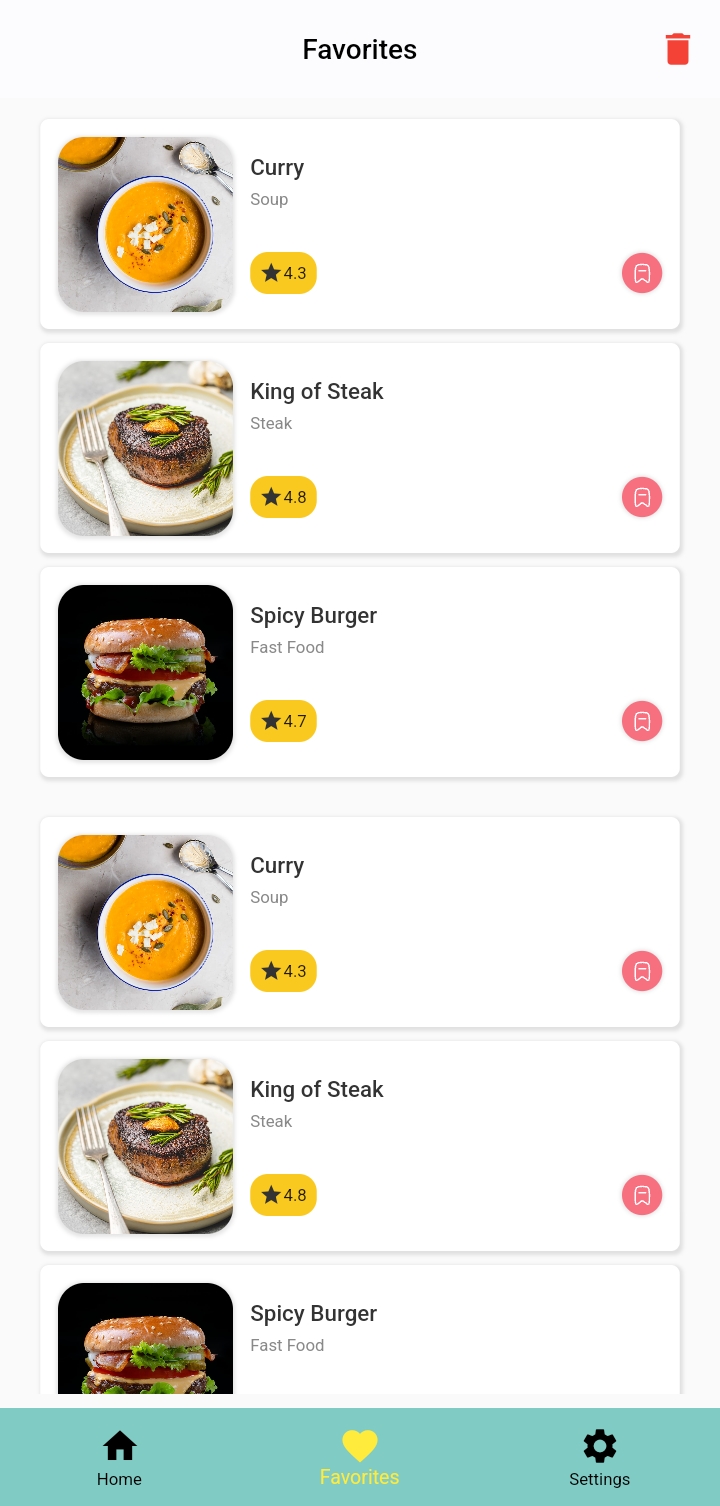 Favorites
Curry
Soup
4.3
King of Steak
Steak
4.8
Spicy Burger
Fast Food
4.7
Curry
Soup
4.3
King of Steak
Steak
4.8
Spicy Burger
Fast Food
Home
Favorites
Settings